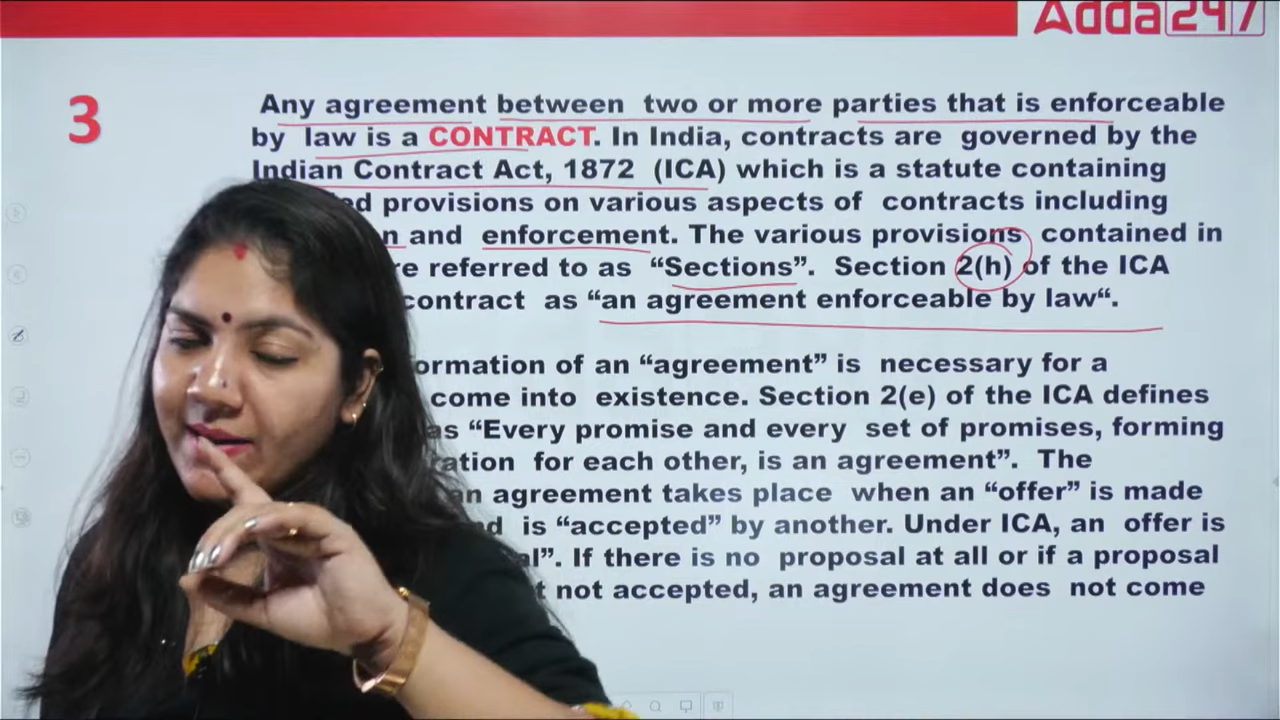 Adda247
3
Any agreement between two or more parties that is enforceable
by law is a CONTRACT. In India, contracts are governed by the
Indian Contract Act, 1872 (ICA) which is a statute containing
provisions on various aspects of contracts including
and enforcement. The various provisions contained in
referred to as “Sections”. Section 2(h) of the ICA
contract as “an agreement enforceable by law“.
of an “agreement” is necessary for a
come into existence. Section 2(e) of the ICA defines
as “Every promise and every set of promises, forming
for each other, is an agreement”. The
an agreement takes place when an “offer” is made
is “accepted” by another. Under ICA, an offer is
If there is no proposal at all or if a proposal
not accepted, an agreement does not come